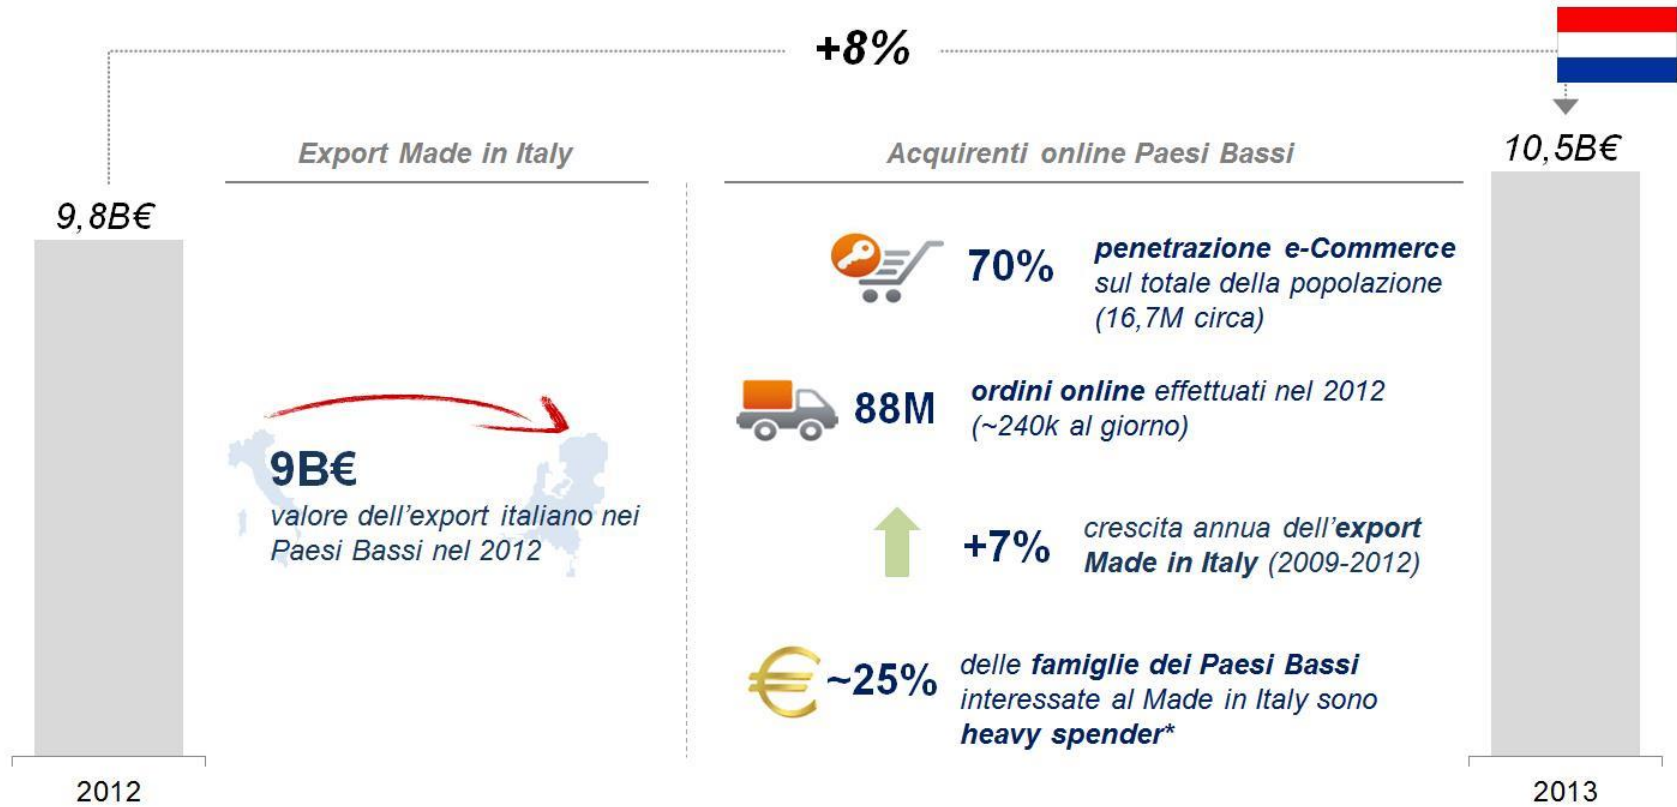 +8%
Export Made in Italy
Acquirenti online Paesi Bassi
10,5B€
9,8B€
70%
penetrazione e-Commerce
sul totale della popolazione
(16,7M circa)
88M
ordini online effettuati nel 2012
(~240k al giorno)
9B€
valore dell’export italiano nei
Paesi Bassi nel 2012
+7%
crescita annua dell’export
Made in Italy (2009-2012)
~25%
delle famiglie dei Paesi Bassi
interessate al Made in Italy sono
heavy spender*
2012
2013